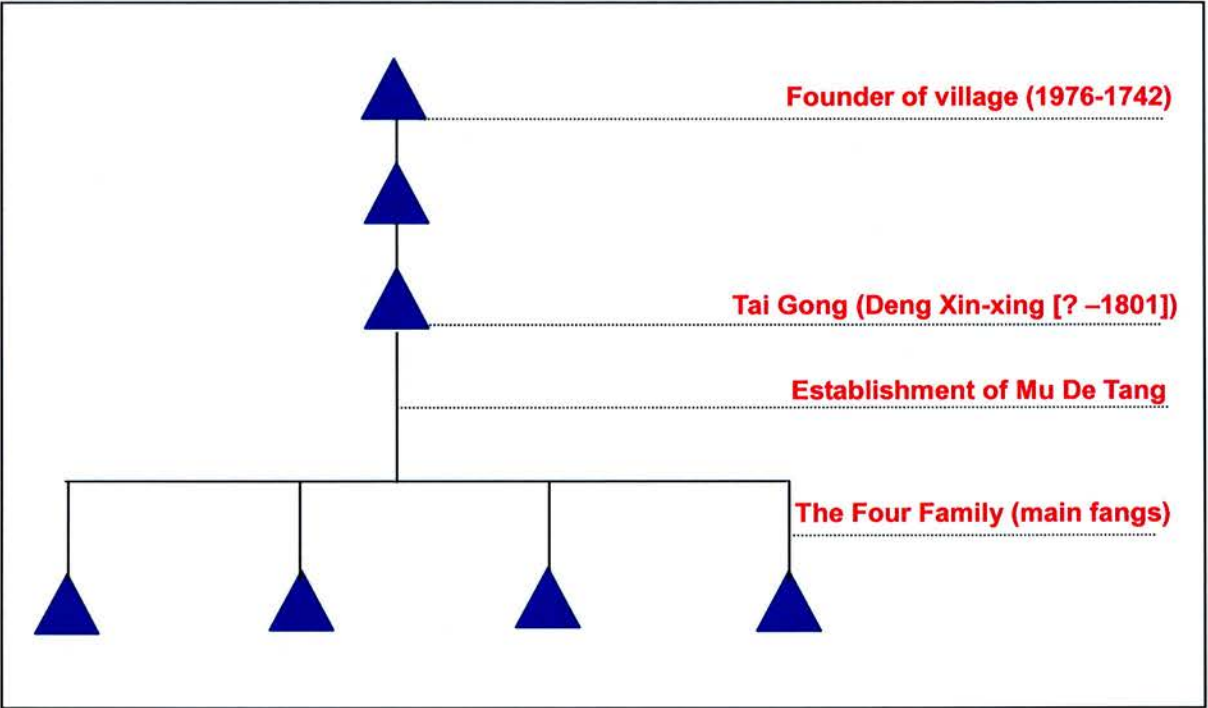 Founder of village (1976-1742)
Tai Gong (Deng Xin-xing [? –1801])
Establishment of Mu De Tang
The Four Family (main fangs)